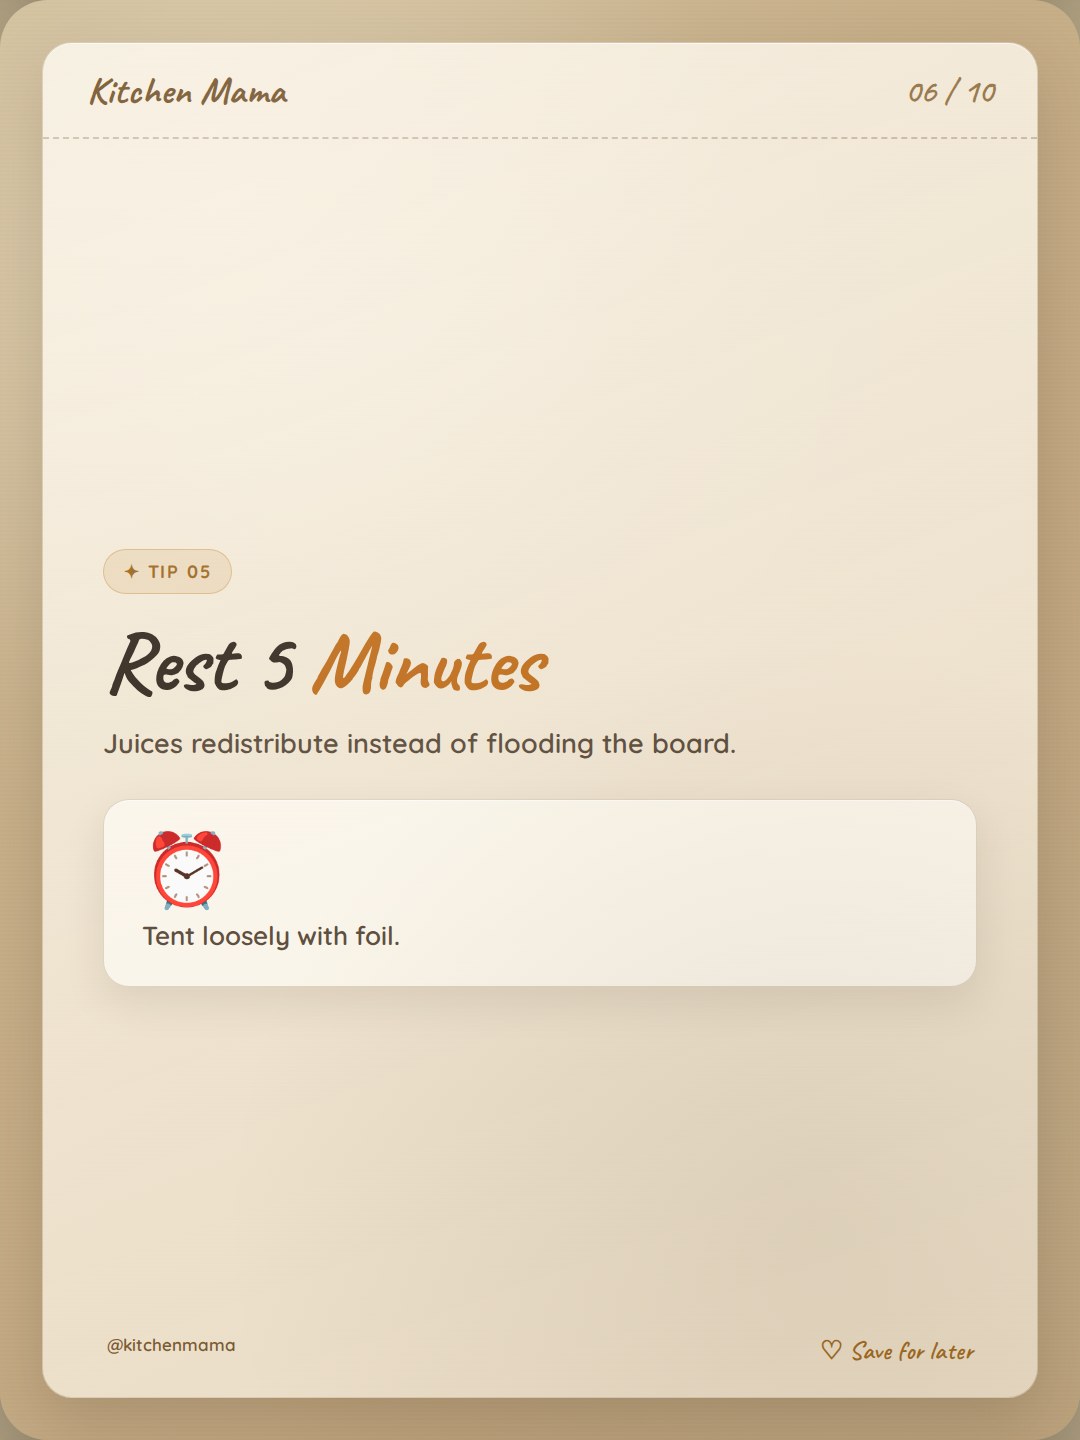 Kitchen Mama
06 / 10
✦ TIP 05
Rest 5 Minutes
Juices redistribute instead of flooding the board.
Tent loosely with foil.
@kitchenmama
♡ Save for later